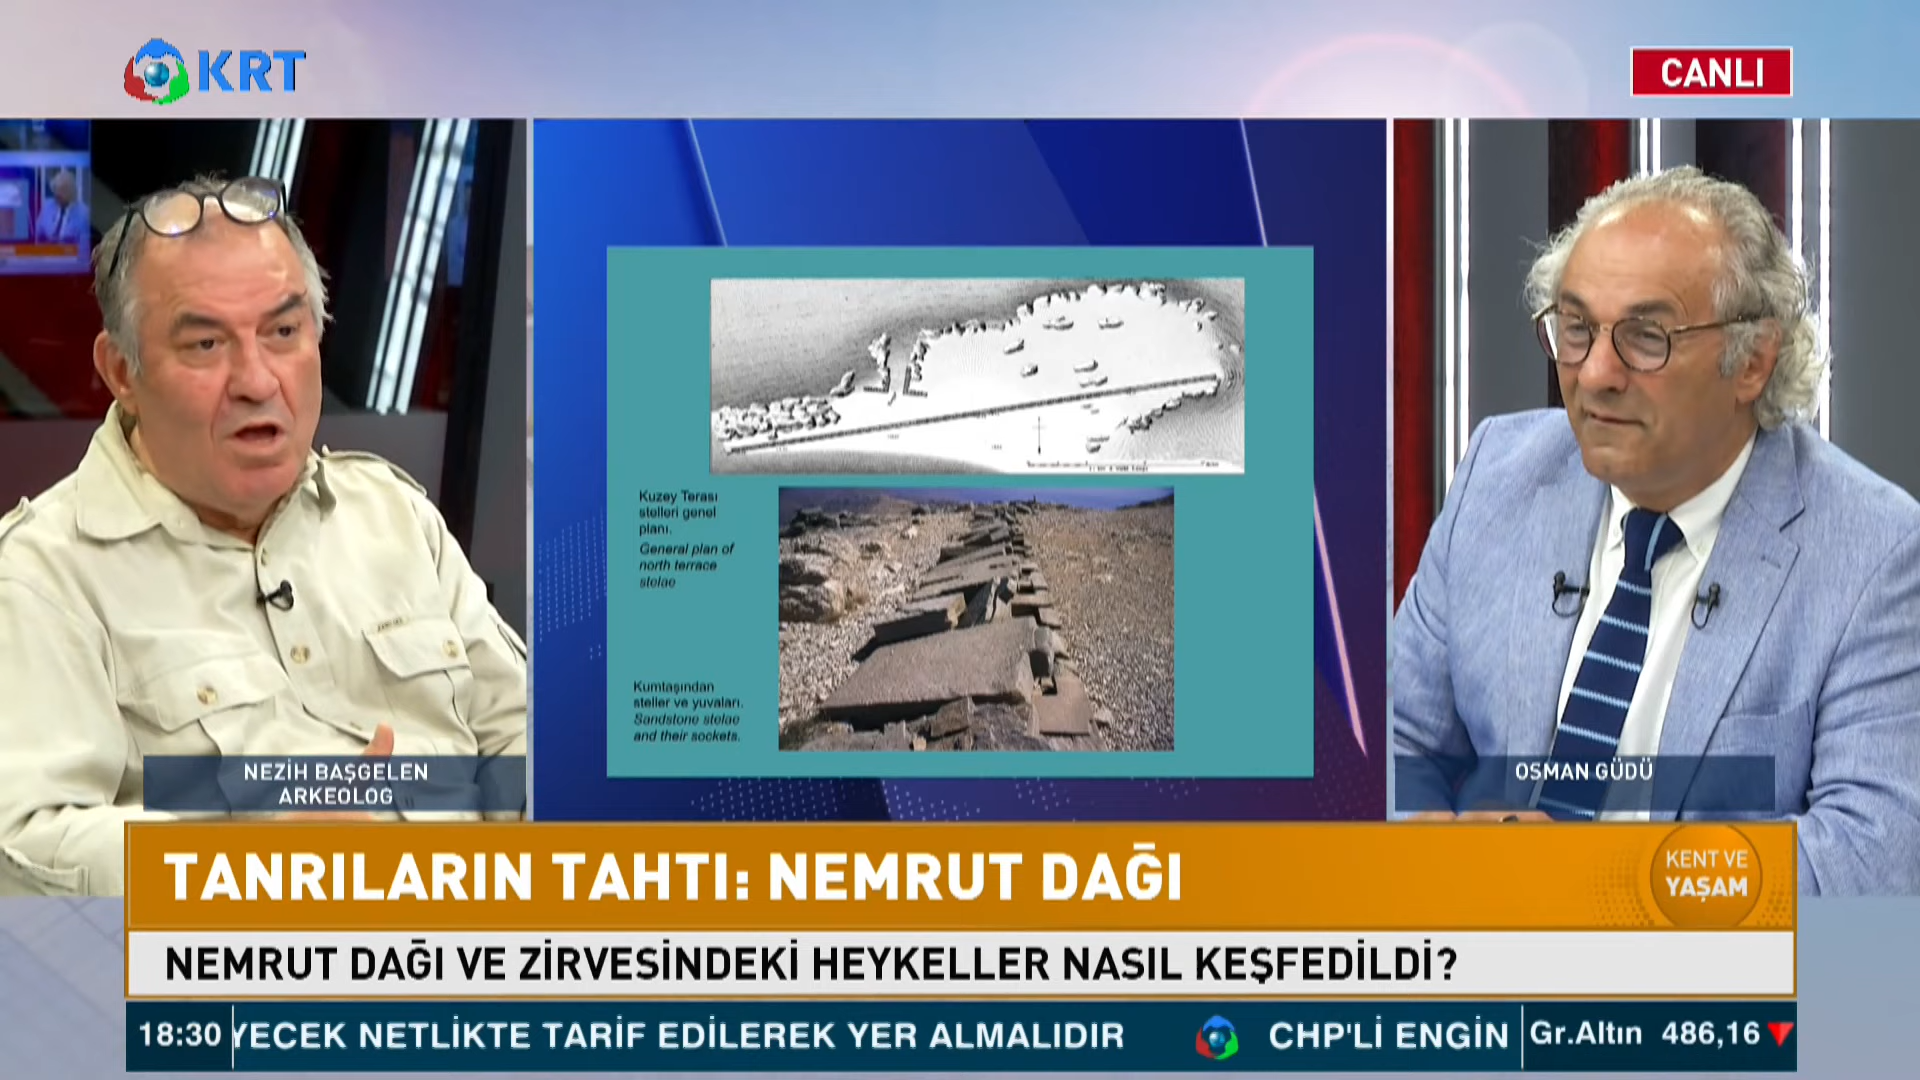 KRT
CANLI
Kuzey Terası
stelleri genel
planı.
General plan of
north terrace
stelae
Kumtaşından
steller ve yuvaları.
Sandstone stelae
and their sockets.
NEZİH BAŞGELEN
ARKEOLOG
OSMAN GÜDÜ
TANRILARIN TAHTI: NEMRUT DAĞI
KENT VE
YAŞAM
NEMRUT DAĞI VE ZİRVESİNDEKİ HEYKELLER NASIL KEŞFEDİLDİ?
18:30 YECEK NETLİKTE TARİF EDİLEREK YER ALMALIDIR CHP'Lİ ENGİN Gr.Altın 486,16